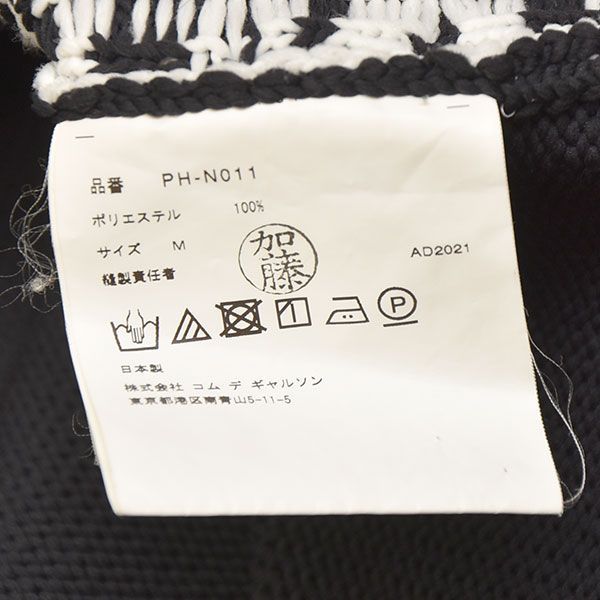 品番 PH-N011
ポリエステル 100%
サイズ M
縫製責任者
加藤
AD2021
1
P
日本製
株式会社 コム デ ギャルソン
東京都港区南青山5-11-5